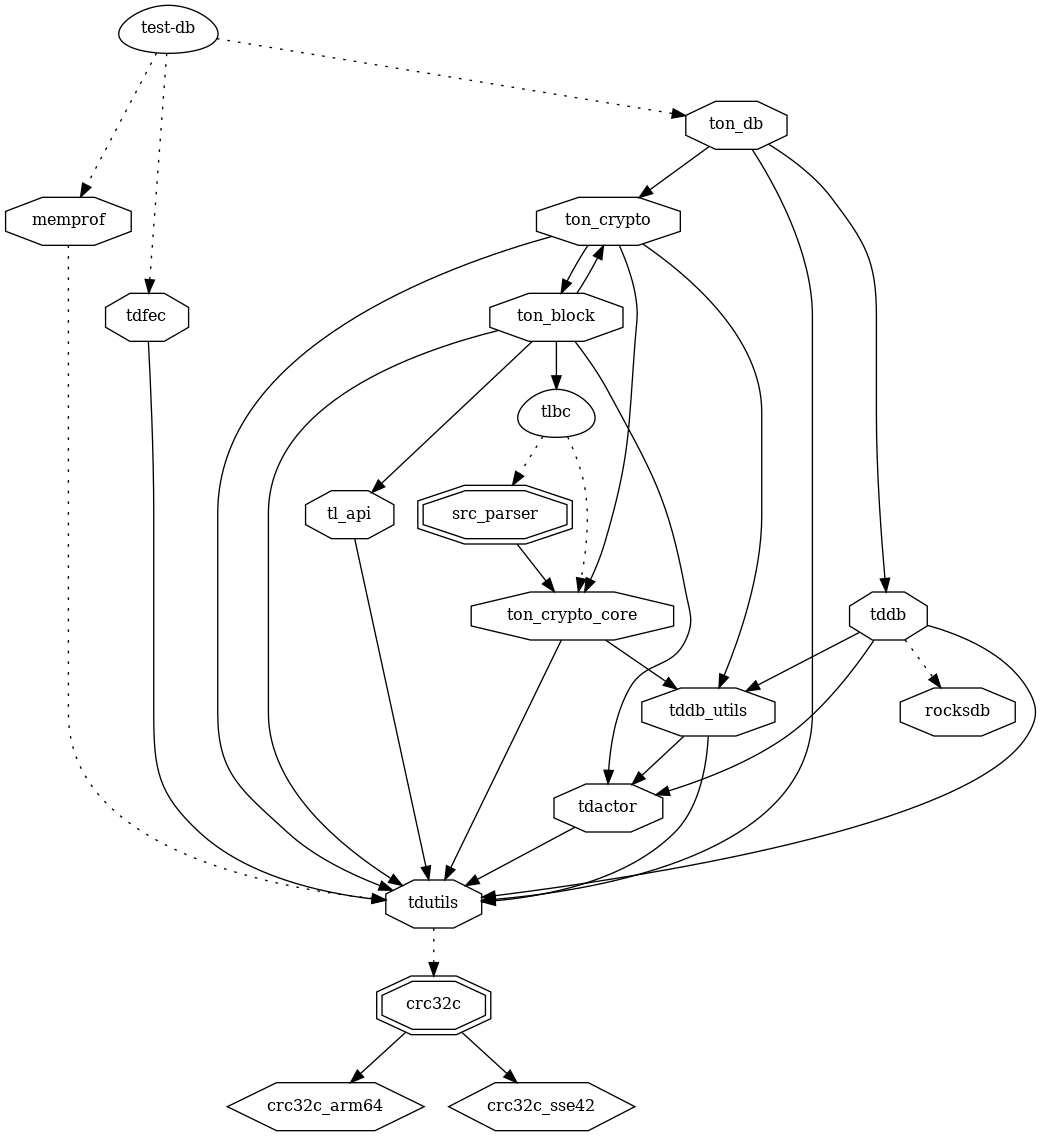 test-db
ton_db
memprof
ton_crypto
tdfec
ton_block
tlbc
tl_api
src_parser
ton_crypto_core
tddb
tddb_utils
rocksdb
tdactor
tdutils
crc32c
crc32c_arm64
crc32c_sse42